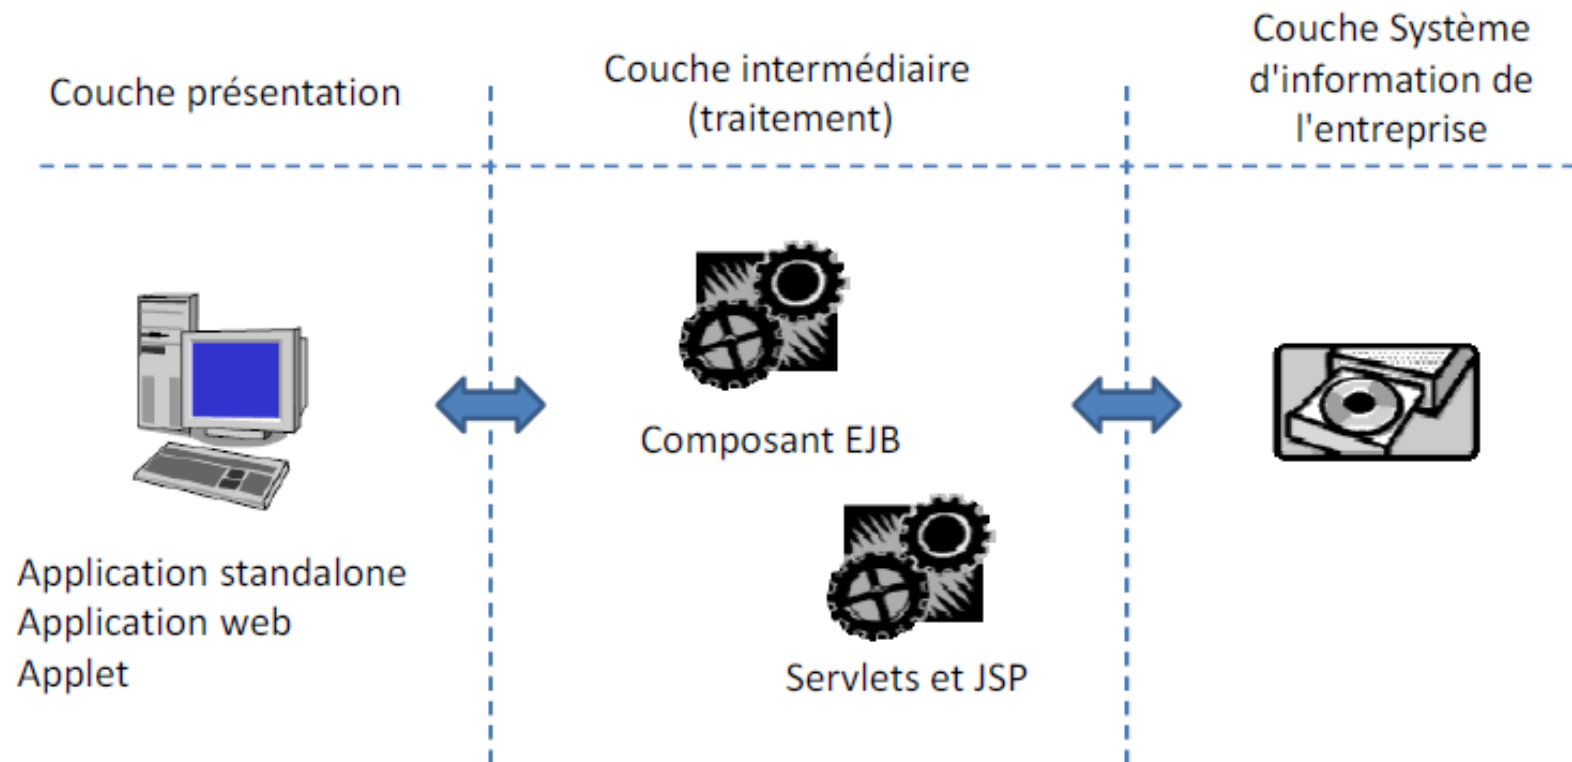 Couche présentation
Couche intermédiaire
(traitement)
Couche Système
d'information de
l'entreprise
Composant EJB
Servlets et JSP
Application standalone
Application web
Applet